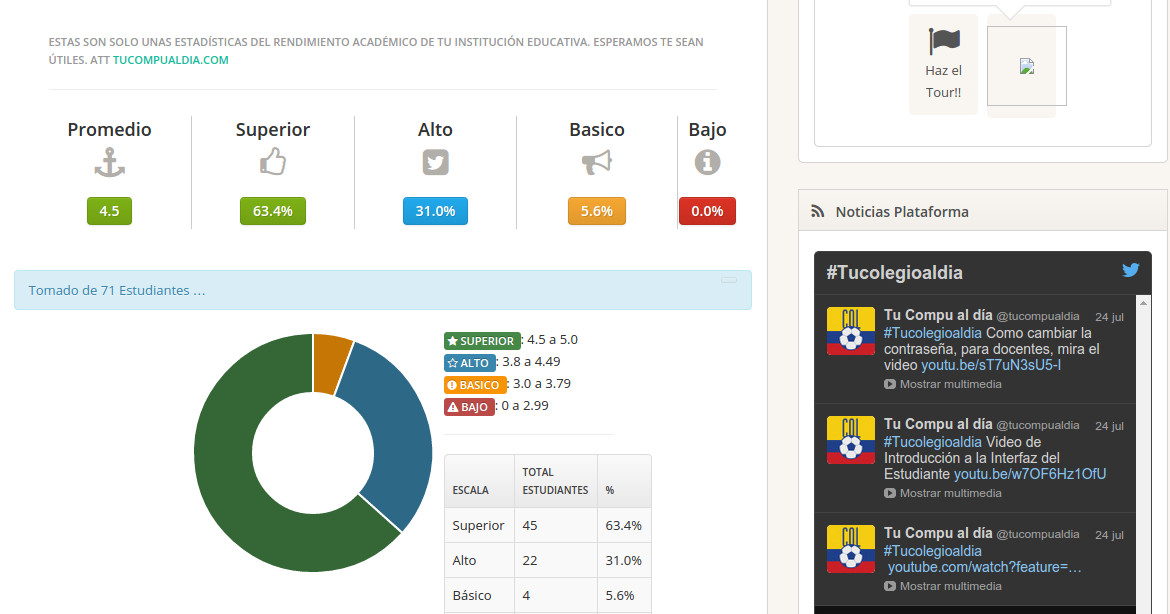 ESTAS SON SOLO UNAS ESTADÍSTICAS DEL RENDIMIENTO ACADÉMICO DE TU INSTITUCIÓN EDUCATIVA. ESPERAMOS TE SEAN
ÚTILES. ATT TUCOMPUALDIA.COM
Promedio
4.5
Superior
63.4%
Alto
31.0%
Basico
5.6%
Bajo
0.0%
Tomado de 71 Estudiantes ...
SUPERIOR : 4.5 a 5.0
ALTO : 3.8 a 4.49
BASICO : 3.0 a 3.79
BAJO : 0 a 2.99
ESCALA TOTAL ESTUDIANTES %
Superior 45 63.4%
Alto 22 31.0%
Básico 4 5.6%
Haz el
Tour!!
Noticias Plataforma
#Tucolegioaldia
Tu Compu al día @tucompualdia 24 jul
#Tucolegioaldia Como cambiar la
contraseña, para docentes, mira el
video youtu.be/sT7uN3sU5-I
Mostrar multimedia
Tu Compu al día @tucompualdia 24 jul
#Tucolegioaldia Video de
Introducción a la Interfaz del
Estudiante youtu.be/w7OF6Hz1OfU
Mostrar multimedia
Tu Compu al día @tucompualdia 24 jul
#Tucolegioaldia
youtube.com/watch?feature=…
Mostrar multimedia